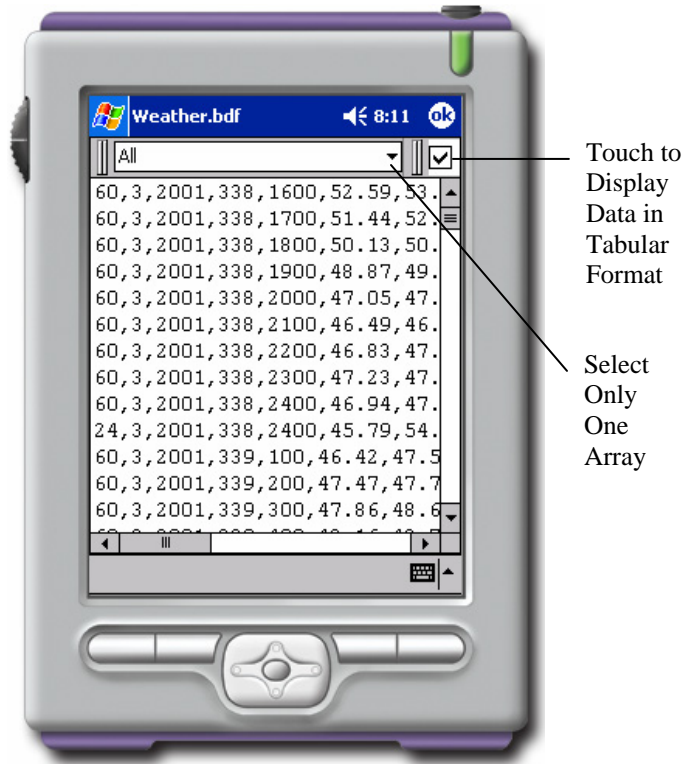 Weather.bdf 8:11 ok
All
60,3,2001,338,1600,52.59,53.
60,3,2001,338,1700,51.44,52.
60,3,2001,338,1800,50.13,50.
60,3,2001,338,1900,48.87,49.
60,3,2001,338,2000,47.05,47.
60,3,2001,338,2100,46.49,46.
60,3,2001,338,2200,46.83,47.
60,3,2001,338,2300,47.23,47.
60,3,2001,338,2400,46.94,47.
24,3,2001,338,2400,45.79,54.
60,3,2001,339,100,46.42,47.5
60,3,2001,339,200,47.47,47.7
60,3,2001,339,300,47.86,48.6
Touch to
Display
Data in
Tabular
Format
Select
Only
One
Array